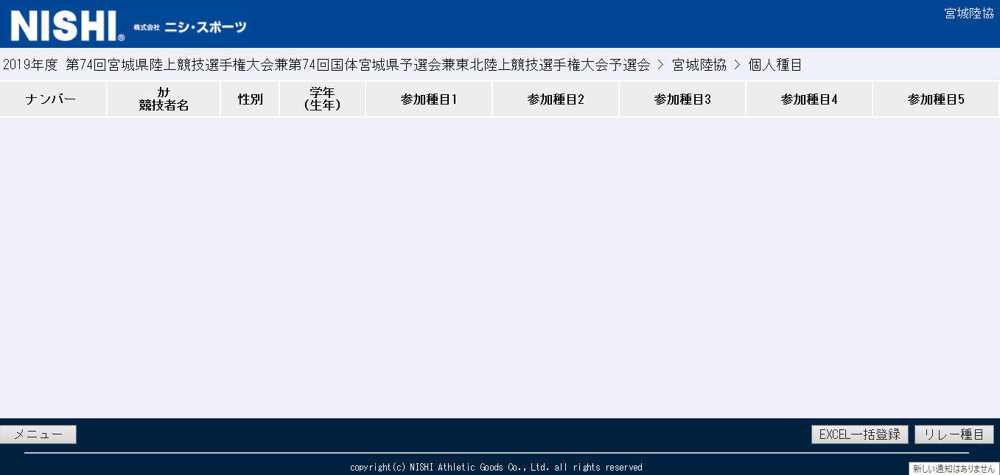 NISHI® 株式会社 ニシ・スポーツ
宮城陸協
2019年度 第74回宮城県陸上競技選手権大会兼第74回国体宮城県予選会兼東北陸上競技選手権大会予選会 > 宮城陸協 > 個人種目
ナンバー
ｶﾅ
競技者名
性別
学年
(生年)
参加種目1
参加種目2
参加種目3
参加種目4
参加種目5
メニュー
EXCEL一括登録
リレー種目
copyright(c) NISHI Athletic Goods Co., Ltd. all rights reserved
新しい通知はありません